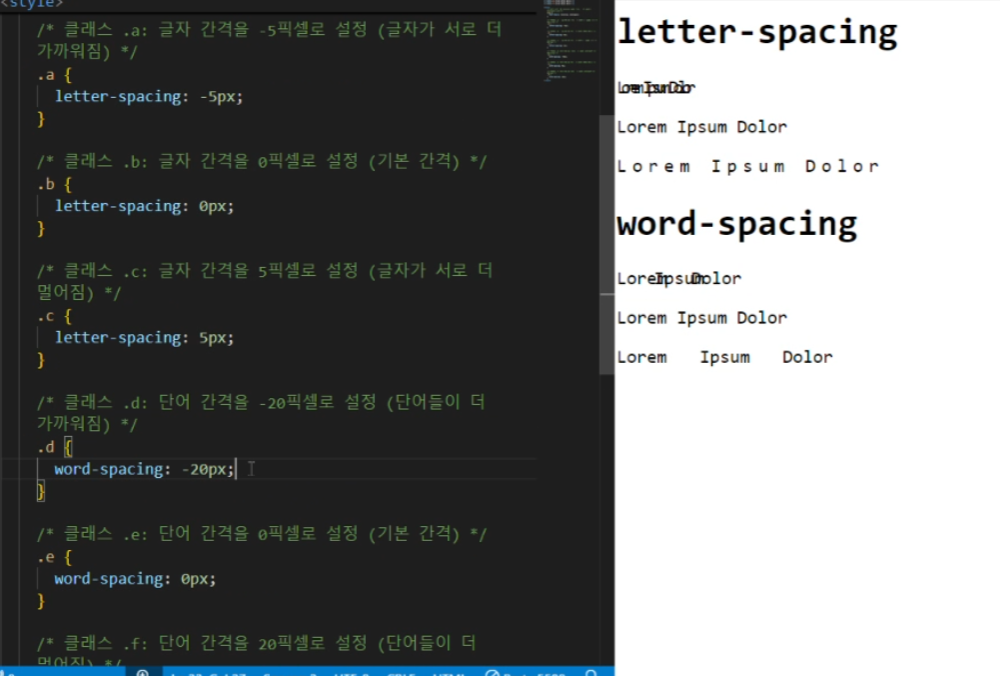 <style>
/* 클래스 .a: 글자 간격을 -5픽셀로 설정 (글자가 서로 더
가까워짐) */
.a {
letter-spacing: -5px;
}
/* 클래스 .b: 글자 간격을 0픽셀로 설정 (기본 간격) */
.b {
letter-spacing: 0px;
}
/* 클래스 .c: 글자 간격을 5픽셀로 설정 (글자가 서로 더
멀어짐) */
.c {
letter-spacing: 5px;
}
/* 클래스 .d: 단어 간격을 -20픽셀로 설정 (단어들이 더
가까워짐) */
.d {
word-spacing: -20px;
}
/* 클래스 .e: 단어 간격을 0픽셀로 설정 (기본 간격) */
.e {
word-spacing: 0px;
}
/* 클래스 .f: 단어 간격을 20픽셀로 설정 (단어들이 더
멀어짐) */
letter-spacing
Lorem Ipsum Dolor
Lorem Ipsum Dolor
word-spacing
Lorem Ipsum Dolor
Lorem Ipsum Dolor
Lorem Ipsum Dolor